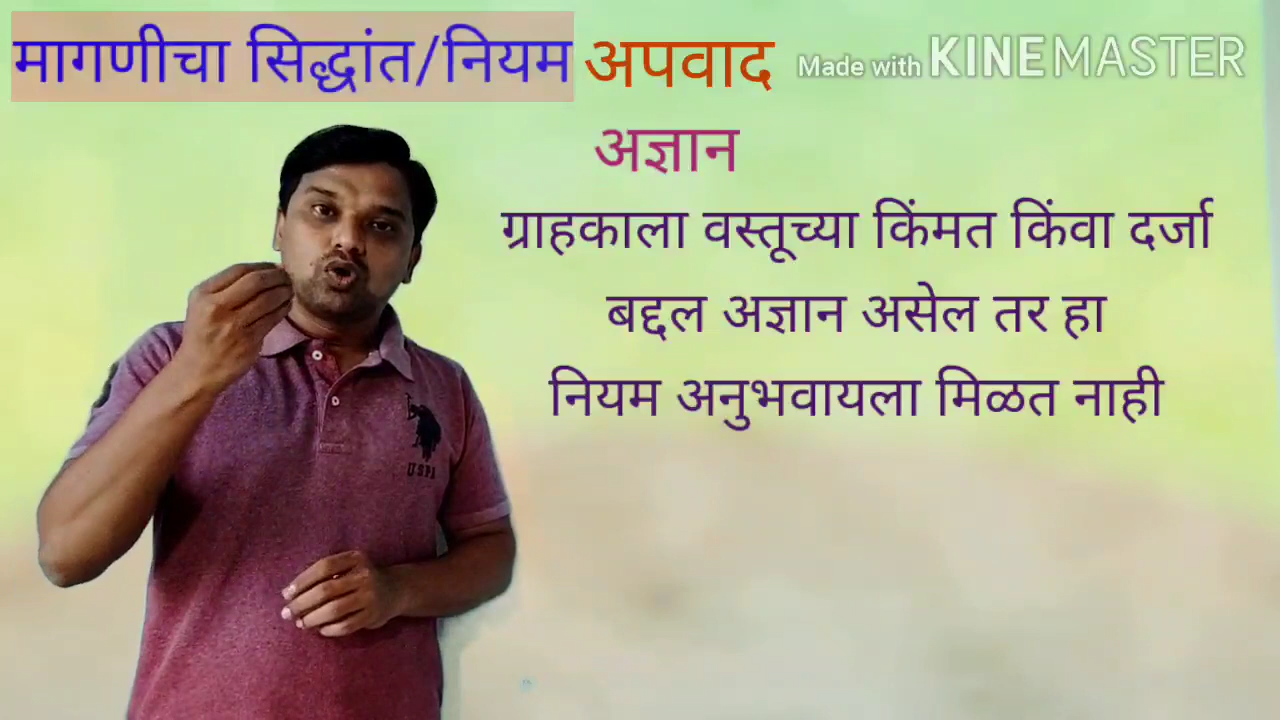 मागणीचा सिद्धांत/नियम अपवाद Made with KINEMASTER
अज्ञान
ग्राहकाला वस्तूच्या किंमत किंवा दर्जा
बद्दल अज्ञान असेल तर हा
नियम अनुभवायला मिळत नाही
USPA